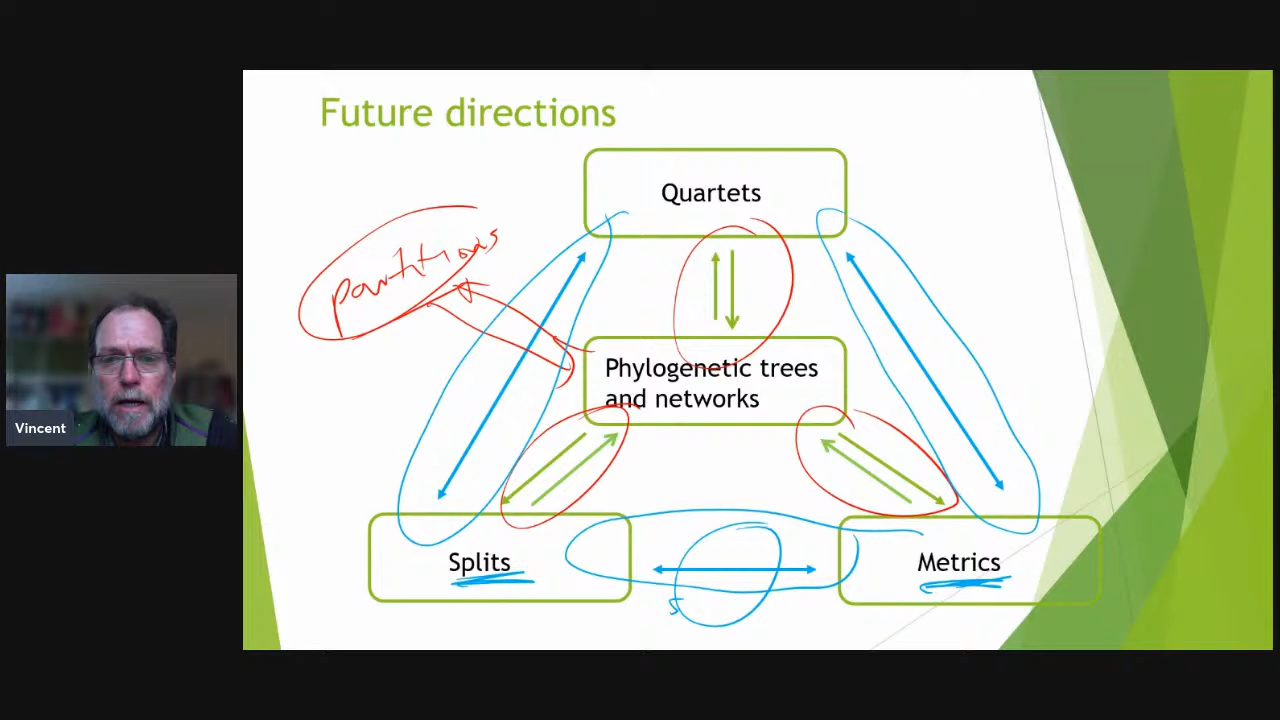 Future directions
Quartets
partitions
Phylogenetic trees
and networks
Vincent
Splits
Metrics